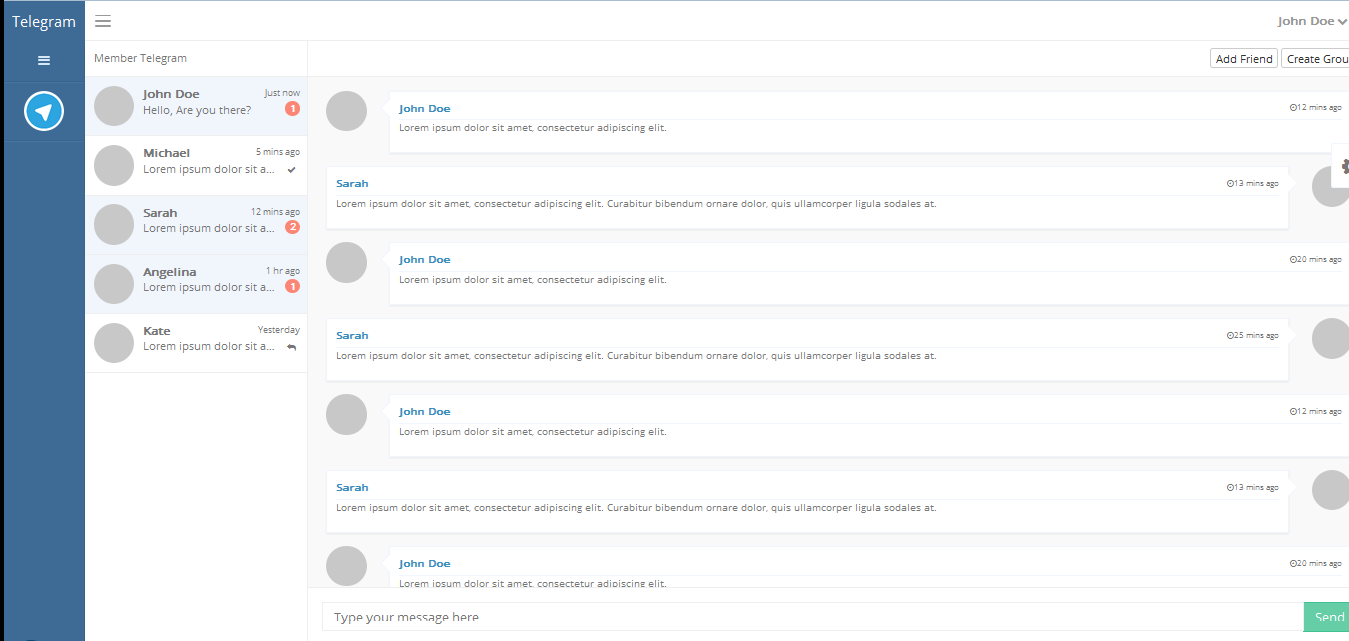 Telegram
John Doe
Member Telegram
Add Friend
Create Grou
John Doe
Just now
Hello, Are you there?
1
Michael
5 mins ago
Lorem ipsum dolor sit a...
Sarah
12 mins ago
Lorem ipsum dolor sit a...
2
Angelina
1 hr ago
Lorem ipsum dolor sit a...
1
Kate
Yesterday
Lorem ipsum dolor sit a...
John Doe
12 mins ago
Lorem ipsum dolor sit amet, consectetur adipiscing elit.
Sarah
13 mins ago
Lorem ipsum dolor sit amet, consectetur adipiscing elit. Curabitur bibendum ornare dolor, quis ullamcorper ligula sodales at.
John Doe
20 mins ago
Lorem ipsum dolor sit amet, consectetur adipiscing elit.
Sarah
25 mins ago
Lorem ipsum dolor sit amet, consectetur adipiscing elit. Curabitur bibendum ornare dolor, quis ullamcorper ligula sodales at.
John Doe
12 mins ago
Lorem ipsum dolor sit amet, consectetur adipiscing elit.
Sarah
13 mins ago
Lorem ipsum dolor sit amet, consectetur adipiscing elit. Curabitur bibendum ornare dolor, quis ullamcorper ligula sodales at.
John Doe
20 mins ago
Lorem ipsum dolor sit amet, consectetur adipiscing elit.
Type your message here
Send